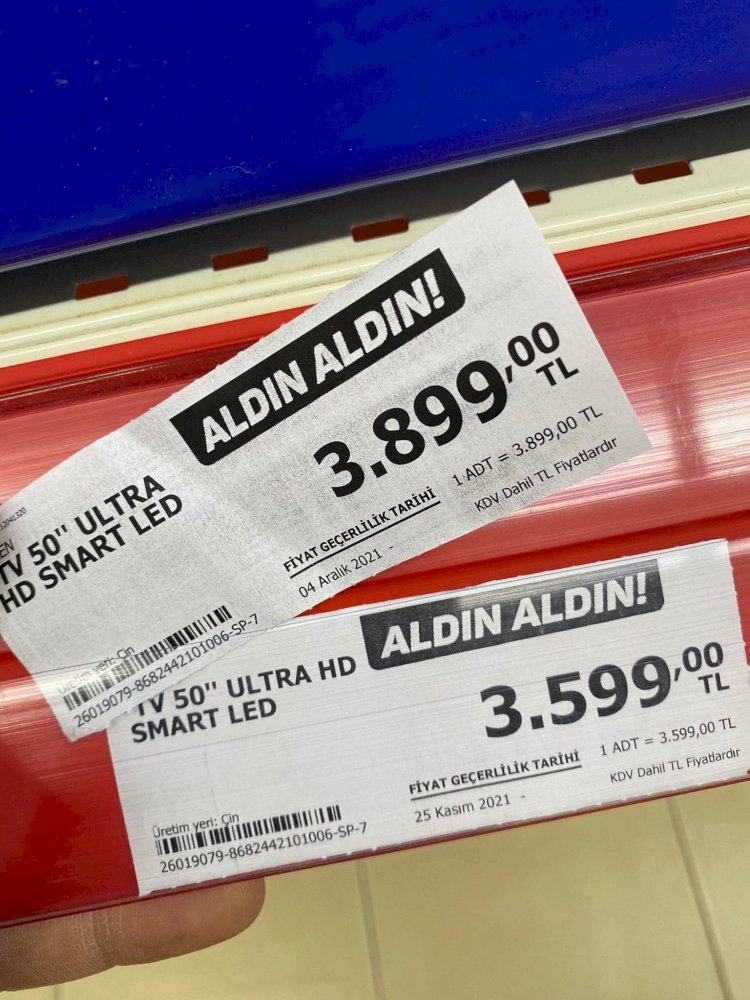 ALDIN ALDIN!
3.899,00
TL
1 ADT = 3.899,00 TL
KDV Dahil TL Fiyatlardır
FİYAT GEÇERLİLİK TARİHİ
04 Aralık 2021 -
TV 50'' ULTRA
HD SMART LED
Üretim yeri: Çin
26019079-8682442101006-SP-7
ALDIN ALDIN!
TV 50'' ULTRA HD
SMART LED
3.599,00
TL
1 ADT = 3.599,00 TL
KDV Dahil TL Fiyatlardır
FİYAT GEÇERLİLİK TARİHİ
25 Kasım 2021 -
Üretim yeri: Çin
26019079-8682442101006-SP-7